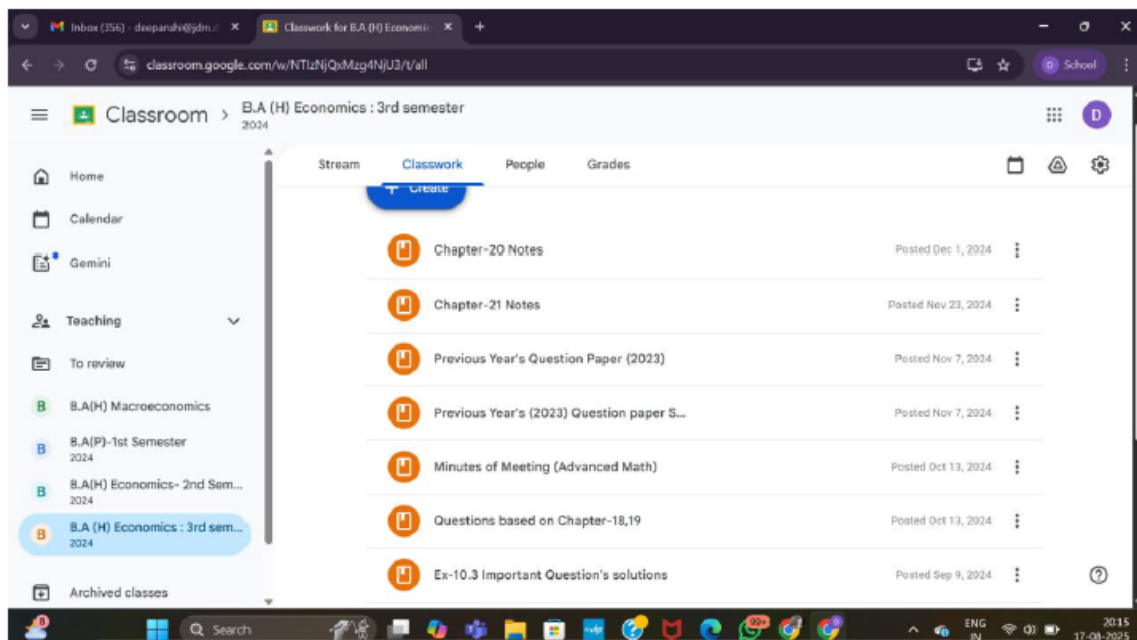 Inbox (356) - deepanshi@jdm.
Classwork for B.A (H) Economic
classroom.google.com/w/NTIzNjQxMzg4NjU3/t/all
School
Classroom > B.A (H) Economics : 3rd semester
2024
D
Home
Calendar
Gemini
Teaching
To review
B B.A(H) Macroeconomics
B B.A(P)-1st Semester
2024
B B.A(H) Economics- 2nd Sem...
2024
B B.A (H) Economics : 3rd sem...
2024
Archived classes
Stream Classwork People Grades
+ Create
Chapter-20 Notes Posted Dec 1, 2024
Chapter-21 Notes Posted Nov 23, 2024
Previous Year's Question Paper (2023) Posted Nov 7, 2024
Previous Year's (2023) Question paper S... Posted Nov 7, 2024
Minutes of Meeting (Advanced Math) Posted Oct 13, 2024
Questions based on Chapter-18,19 Posted Oct 13, 2024
Ex-10.3 Important Question's solutions Posted Sep 9, 2024
Search
99+
ENG
IN
20:15
17-08-2025